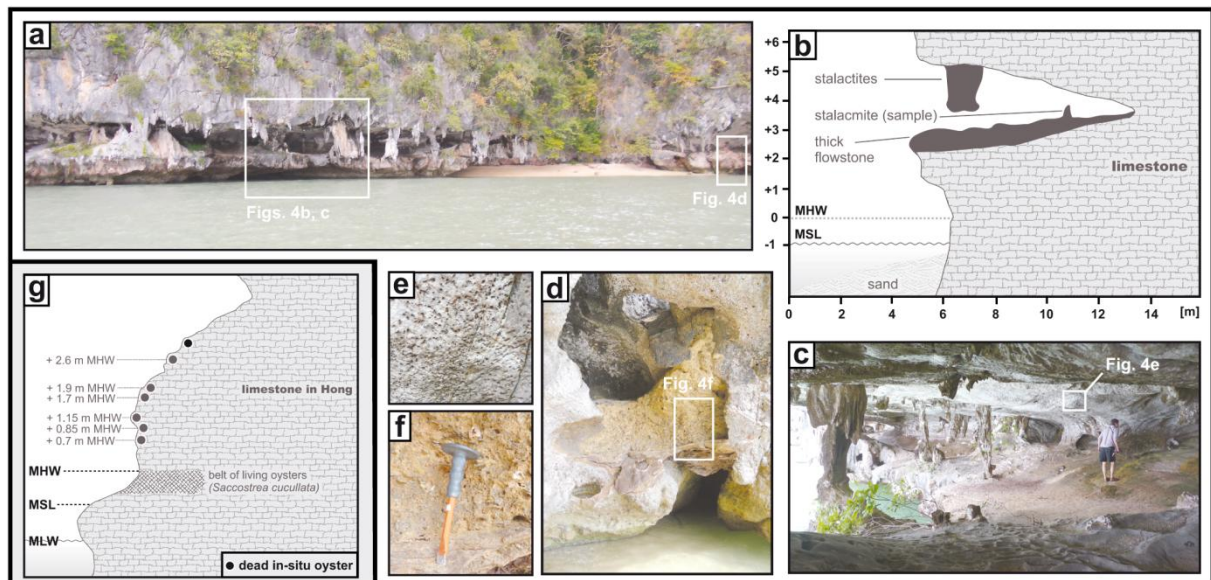 a
Figs. 4b, c
Fig. 4d
b
+6
+5
+4
+3
+2
+1
0
-1
stalactites
stalacmite (sample)
thick
flowstone
limestone
MHW
MSL
sand
0
2
4
6
8
10
12
14
[m]
g
+ 2.6 m MHW
+ 1.9 m MHW
+ 1.7 m MHW
+ 1.15 m MHW
+ 0.85 m MHW
+ 0.7 m MHW
limestone in Hong
MHW
belt of living oysters
(Saccostrea cucullata)
MSL
MLW
dead in-situ oyster
e
f
d
Fig. 4f
c
Fig. 4e